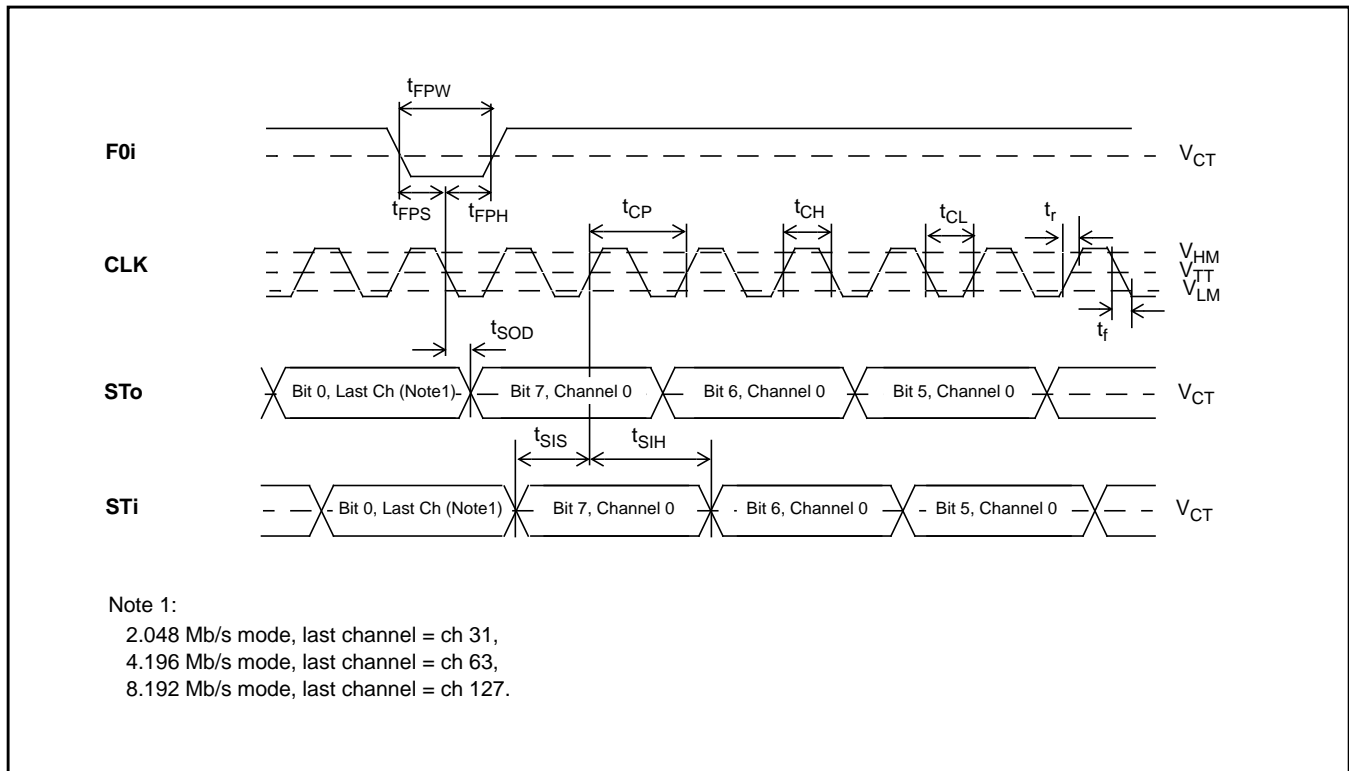 tFPW
F0i
VCT
tFPS
tFPH
tCP
tCH
tCL
tr
CLK
VHM
VTT
VLM
tf
tSOD
STo
Bit 0, Last Ch (Note1)
Bit 7, Channel 0
Bit 6, Channel 0
Bit 5, Channel 0
VCT
tSIS
tSIH
STi
Bit 0, Last Ch (Note1)
Bit 7, Channel 0
Bit 6, Channel 0
Bit 5, Channel 0
VCT
Note 1:
2.048 Mb/s mode, last channel = ch 31,
4.196 Mb/s mode, last channel = ch 63,
8.192 Mb/s mode, last channel = ch 127.